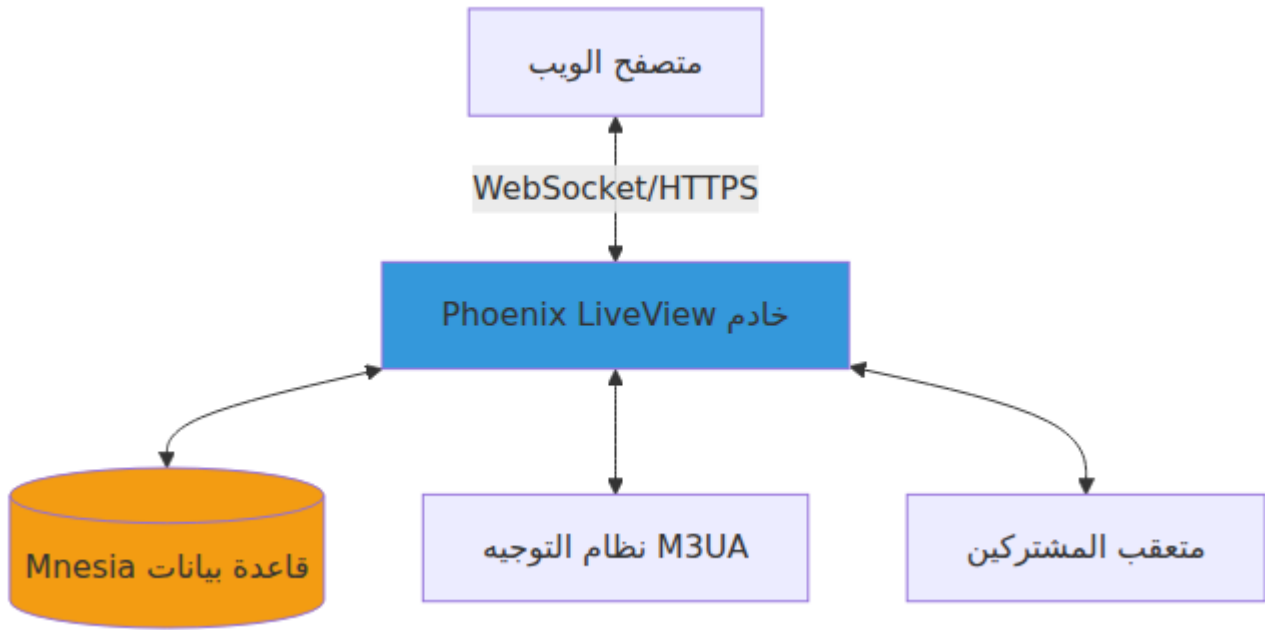 متصفح الويب
WebSocket/HTTPS
خادم Phoenix LiveView
قاعدة بيانات Mnesia
M3UA نظام التوجيه
متعقب المشتركين